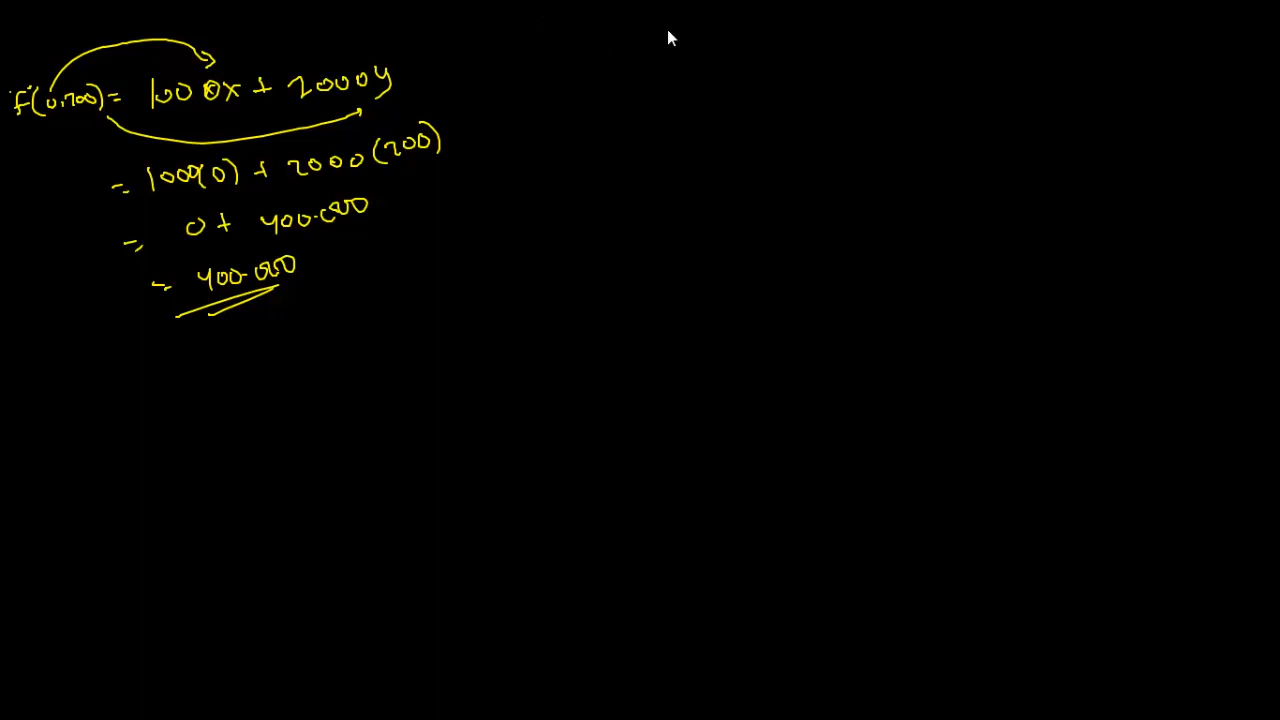 F(0.200) = 1000x + 2000y
= 1000(0) + 2000(200)
= 0 + 400.000
= 400.000